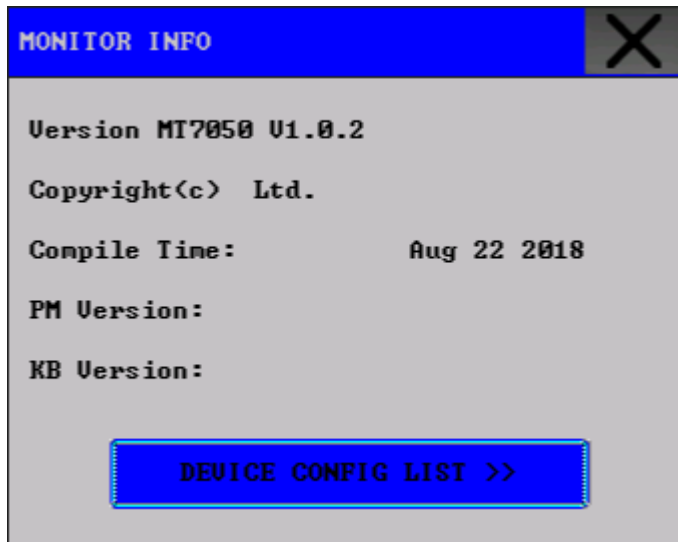 MONITOR INFO
Version MT7050 V1.0.2
Copyright(c) Ltd.
Compile Time: Aug 22 2018
PM Version:
KB Version:
DEVICE CONFIG LIST >>